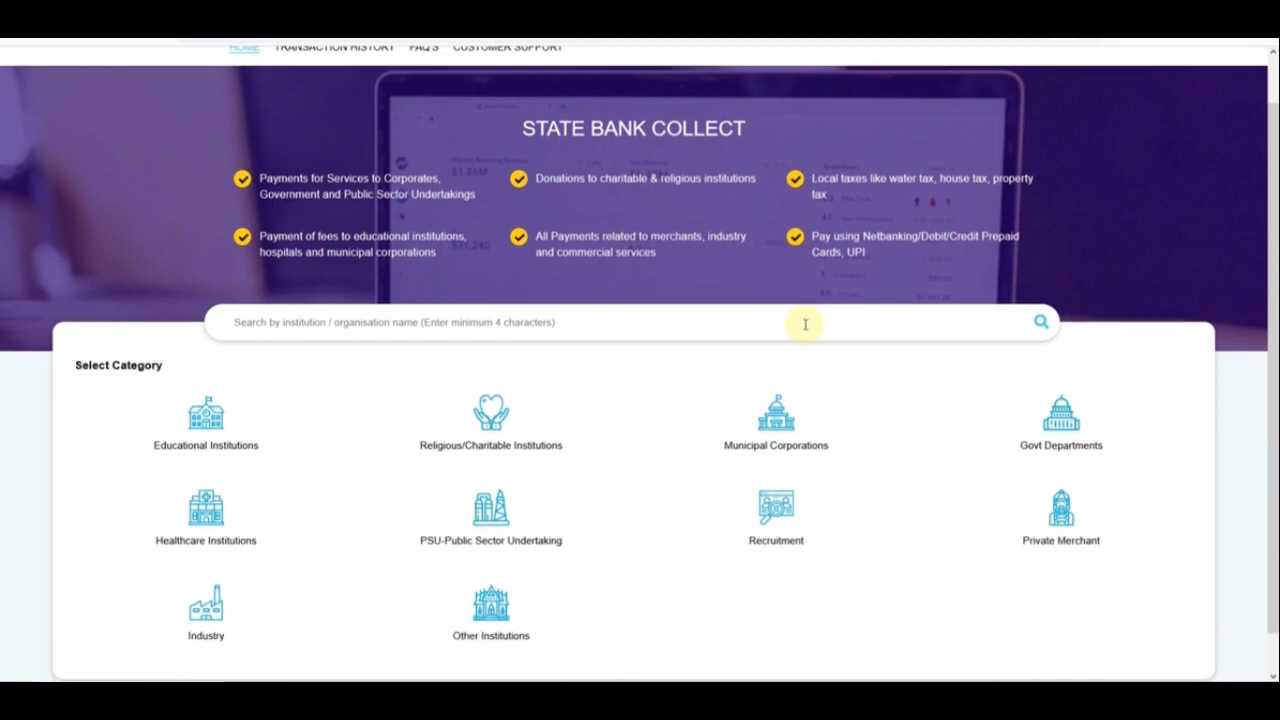 HOME TRANSACTION HISTORY FAQ'S CUSTOMER SUPPORT
STATE BANK COLLECT
Payments for Services to Corporates,
Government and Public Sector Undertakings
Donations to charitable & religious institutions
Local taxes like water tax, house tax, property
tax
Payment of fees to educational institutions,
hospitals and municipal corporations
All Payments related to merchants, industry
and commercial services
Pay using Netbanking/Debit/Credit Prepaid
Cards, UPI
Search by institution / organisation name (Enter minimum 4 characters)
Select Category
Educational Institutions
Religious/Charitable Institutions
Municipal Corporations
Govt Departments
Healthcare Institutions
PSU-Public Sector Undertaking
Recruitment
Private Merchant
Industry
Other Institutions